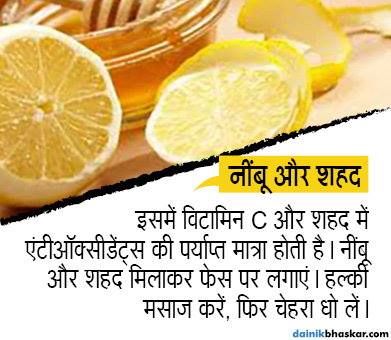 नींबू और शहद
इसमें विटामिन C और शहद में
एंटीऑक्सीडेंट्स की पर्याप्त मात्रा होती है। नींबू
और शहद मिलाकर फेस पर लगाएं। हल्की
मसाज करें, फिर चेहरा धो लें।
dainikbhaskar.com